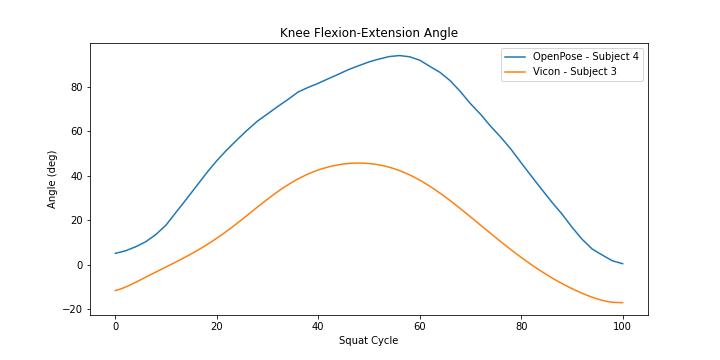 Knee Flexion-Extension Angle
OpenPose - Subject 4
Vicon - Subject 3
Angle (deg)
80
60
40
20
0
−20
0 20 40 60 80 100
Squat Cycle